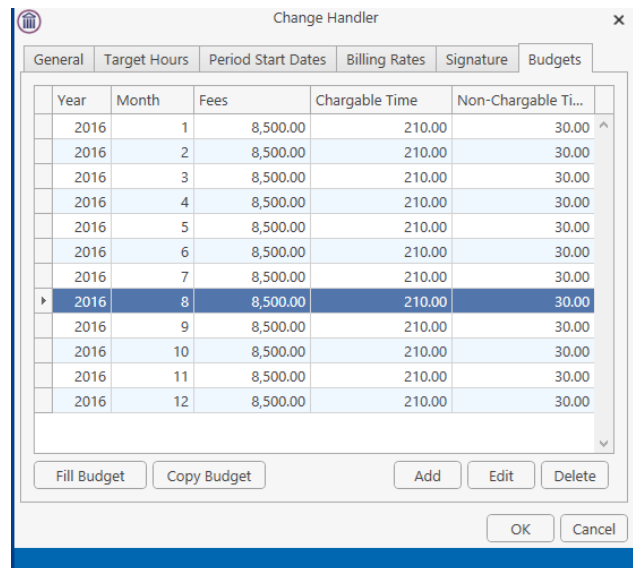 Change Handler
General Target Hours Period Start Dates Billing Rates Signature Budgets
Year Month Fees Chargable Time Non-Chargable Ti...
2016 1 8,500.00 210.00 30.00
2016 2 8,500.00 210.00 30.00
2016 3 8,500.00 210.00 30.00
2016 4 8,500.00 210.00 30.00
2016 5 8,500.00 210.00 30.00
2016 6 8,500.00 210.00 30.00
2016 7 8,500.00 210.00 30.00
2016 8 8,500.00 210.00 30.00
2016 9 8,500.00 210.00 30.00
2016 10 8,500.00 210.00 30.00
2016 11 8,500.00 210.00 30.00
2016 12 8,500.00 210.00 30.00
Fill Budget Copy Budget Add Edit Delete
OK Cancel